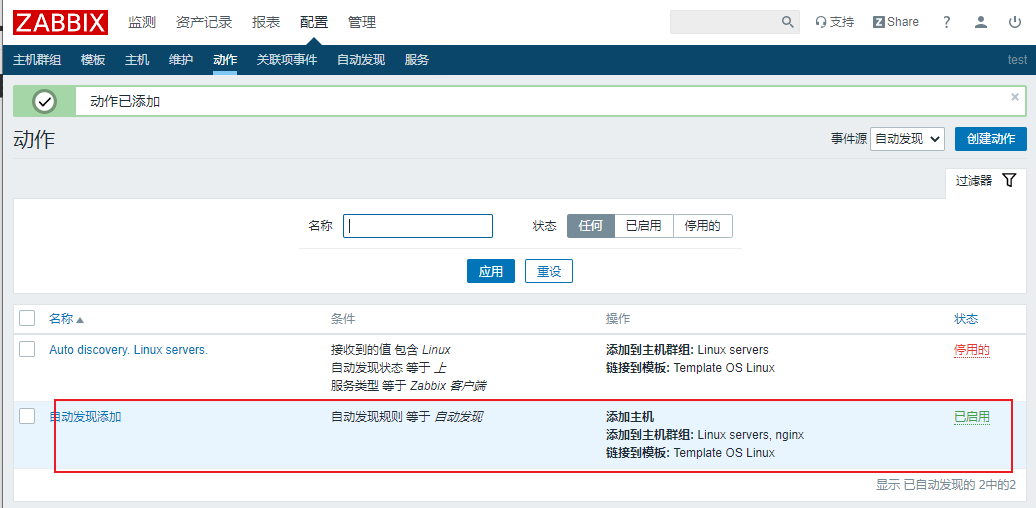 ZABBIX 监测 资产记录 报表 配置 管理 支持 Z Share ?
主机群组 模板 主机 维护 动作 关联项事件 自动发现 服务 test
动作已添加 ×
动作 事件源 自动发现 创建动作
过滤器
名称 状态 任何 已启用 停用的
应用 重设
名称 条件 操作 状态
Auto discovery. Linux servers. 接收到的值 包含 Linux 添加到主机群组: Linux servers 停用的
自动发现状态 等于 上 链接到模板: Template OS Linux
服务类型 等于 Zabbix 客户端
自动发现添加 自动发现规则 等于 自动发现 添加主机 已启用
添加到主机群组: Linux servers, nginx
链接到模板: Template OS Linux
显示 已自动发现的 2中的2